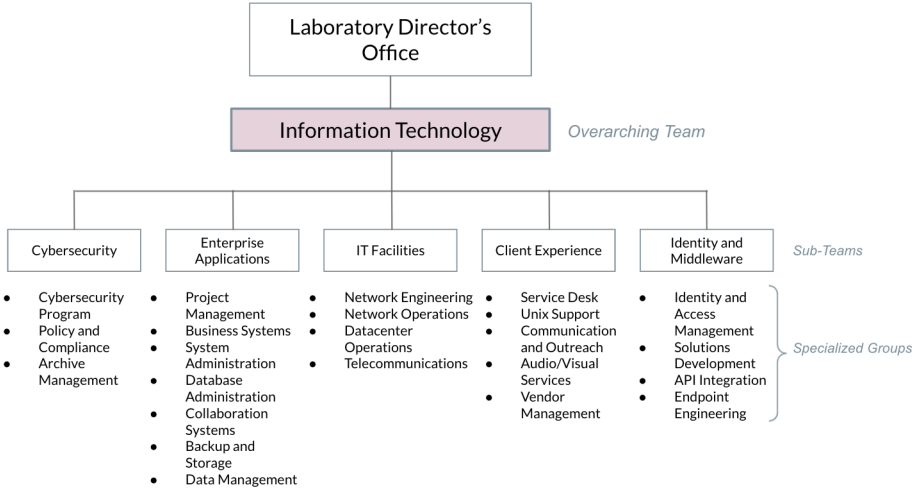 Laboratory Director’s
Office
Information Technology
Overarching Team
Cybersecurity
Enterprise
Applications
IT Facilities
Client Experience
Identity and
Middleware
Sub-Teams
● Cybersecurity
Program
● Policy and
Compliance
● Archive
Management
● Project
Management
● Business Systems
● System
Administration
● Database
Administration
● Collaboration
Systems
● Backup and
Storage
● Data Management
● Network Engineering
● Network Operations
● Datacenter
Operations
● Telecommunications
● Service Desk
● Unix Support
● Communication
and Outreach
● Audio/Visual
Services
● Vendor
Management
● Identity and
Access
Management
● Solutions
Development
● API Integration
● Endpoint
Engineering
Specialized Groups